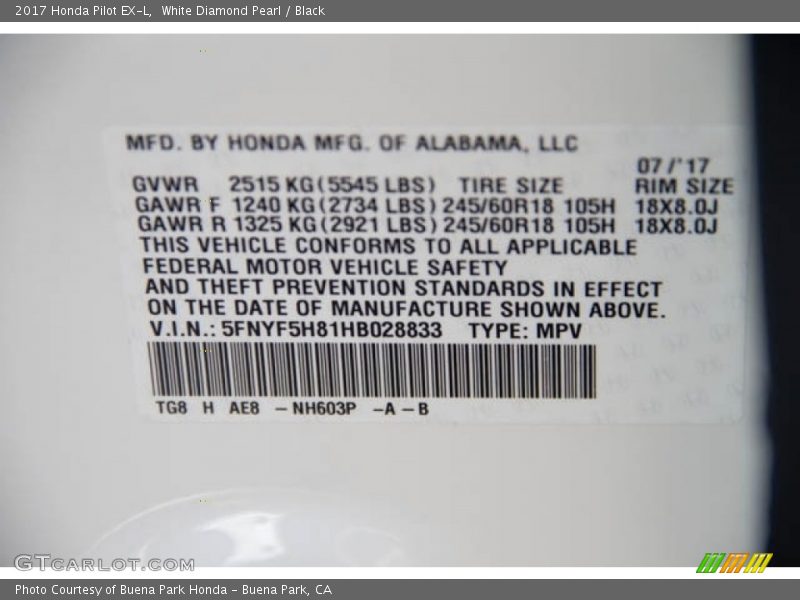 2017 Honda Pilot EX-L,  White Diamond Pearl / Black
MFD. BY HONDA MFG. OF ALABAMA, LLC
07/'17
GVWR 2515 KG(5545 LBS) TIRE SIZE RIM SIZE
GAWR F 1240 KG(2734 LBS) 245/60R18 105H 18X8.0J
GAWR R 1325 KG(2921 LBS) 245/60R18 105H 18X8.0J
THIS VEHICLE CONFORMS TO ALL APPLICABLE
FEDERAL MOTOR VEHICLE SAFETY
AND THEFT PREVENTION STANDARDS IN EFFECT
ON THE DATE OF MANUFACTURE SHOWN ABOVE.
V.I.N.: 5FNYF5H81HB028833 TYPE: MPV
TG8 H AE8 -NH603P -A-B
GTCARLOT.COM
Photo Courtesy of Buena Park Honda - Buena Park, CA